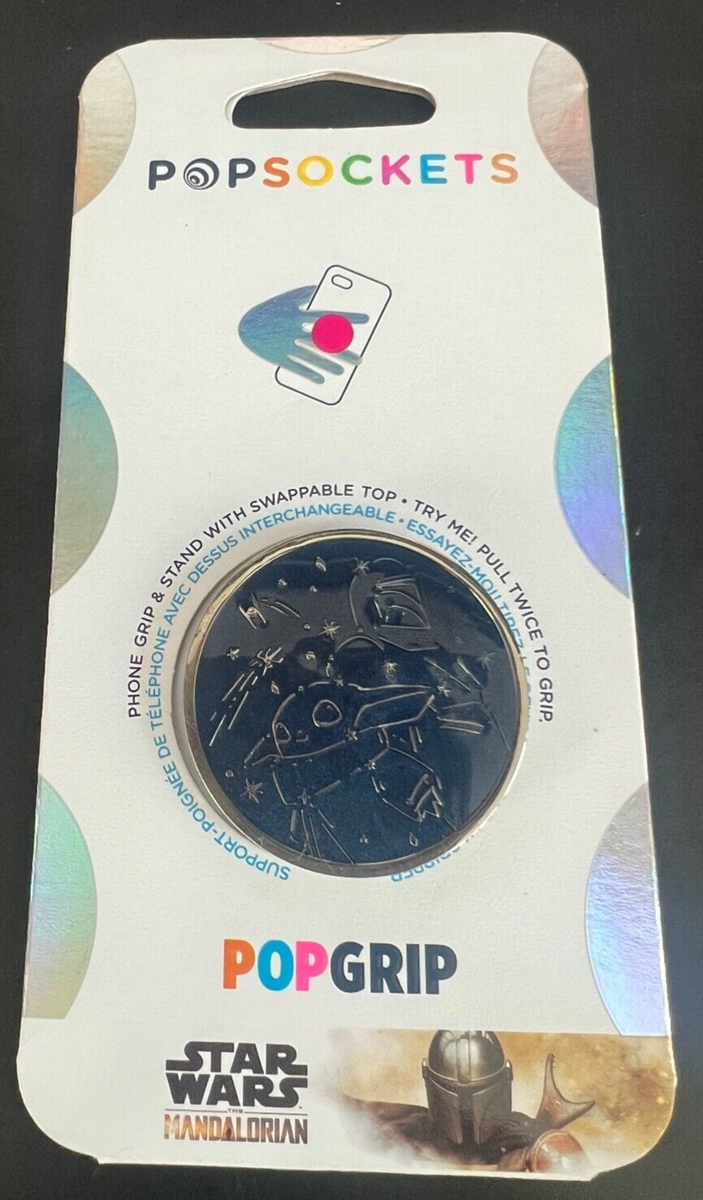 POPSOCKETS
PHONE GRIP & STAND WITH SWAPPABLE TOP • TRY ME! PULL TWICE TO GRIP.
SUPPORT-POIGNÉE DE TÉLÉPHONE AVEC DESSUS INTERCHANGEABLE • ESSAYEZ-MOI! TIREZ
POPGRIP
STAR
WARS
THE
MANDALORIAN